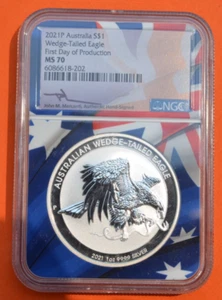 2021P Australia S$1
Wedge-Tailed Eagle
First Day of Production
MS 70
6086618-202
NGC
AUSTRALIAN WEDGE-TAILED EAGLE
2021 1oz 9999 SILVER